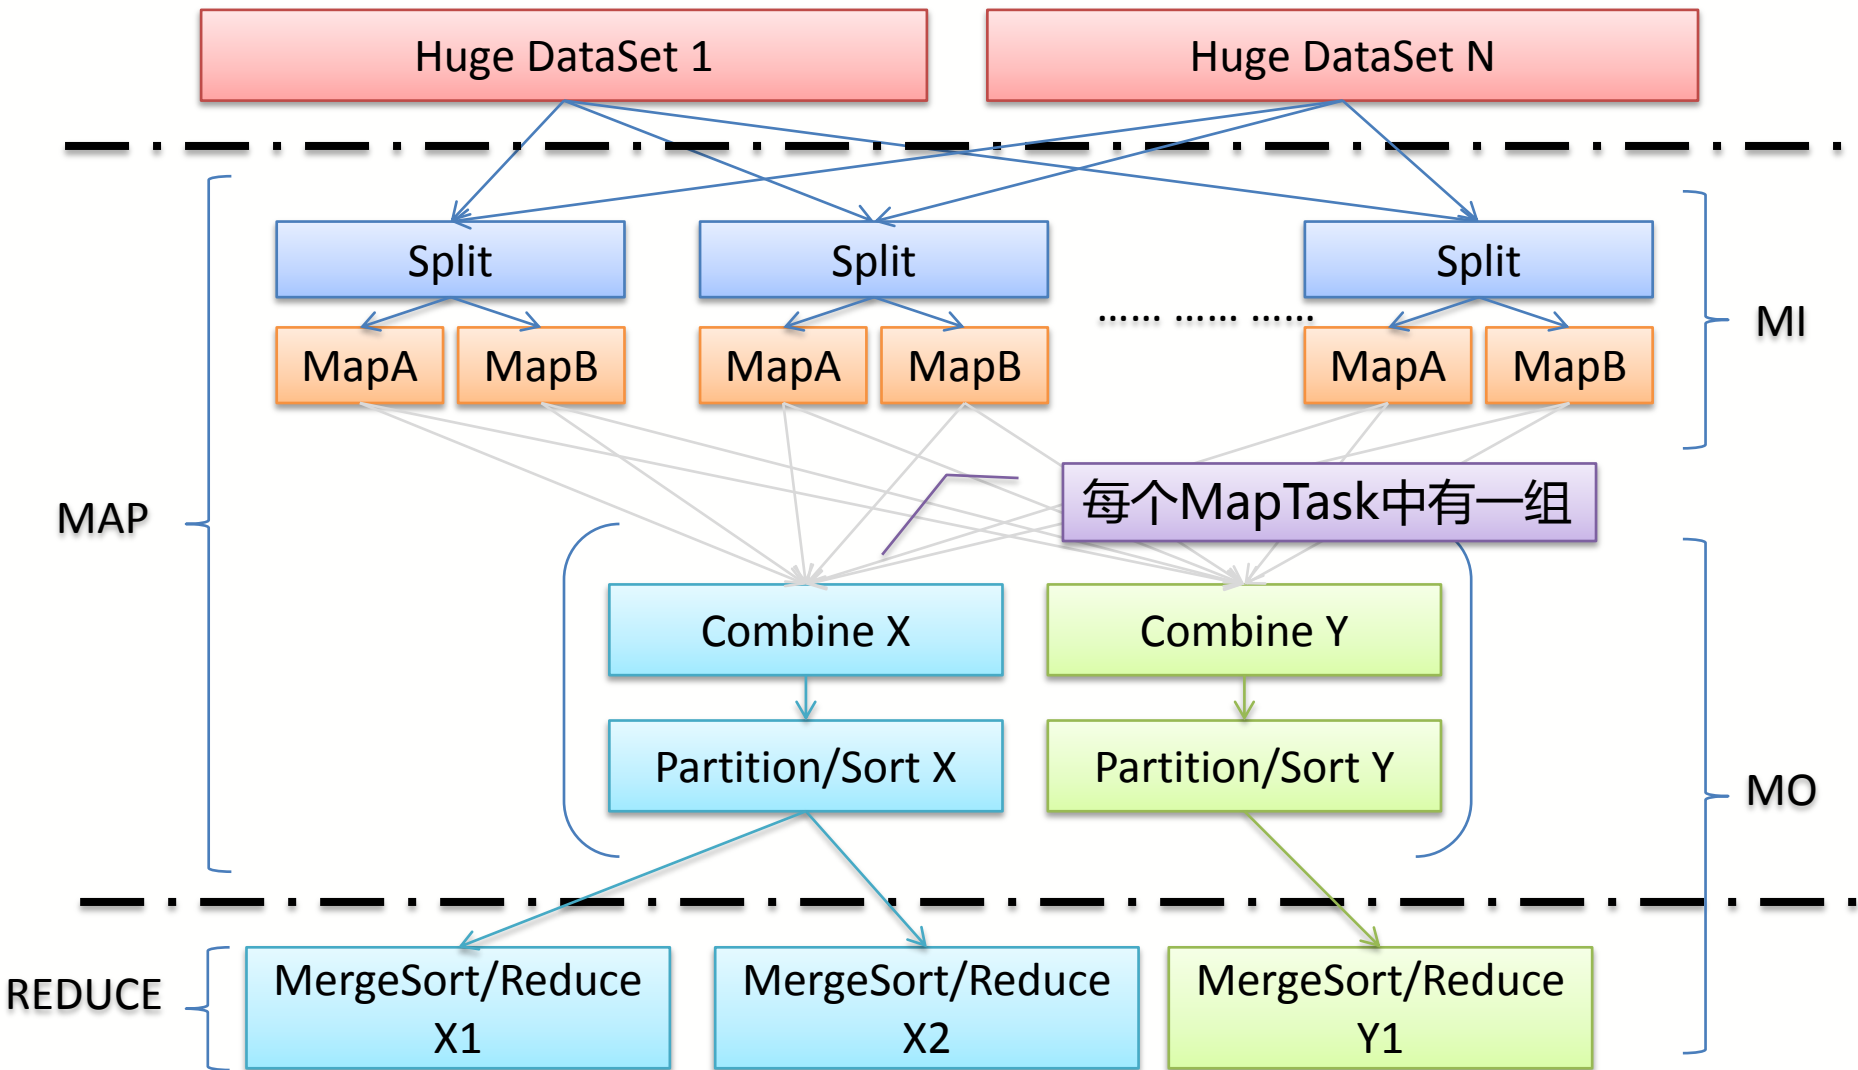 Huge DataSet 1
Huge DataSet N
Split
Split
Split
MapA
MapB
MapA
MapB
…… …… ……
MapA
MapB
MI
每个MapTask中有一组
MAP
Combine X
Combine Y
Partition/Sort X
Partition/Sort Y
MO
REDUCE
MergeSort/Reduce
X1
MergeSort/Reduce
X2
MergeSort/Reduce
Y1